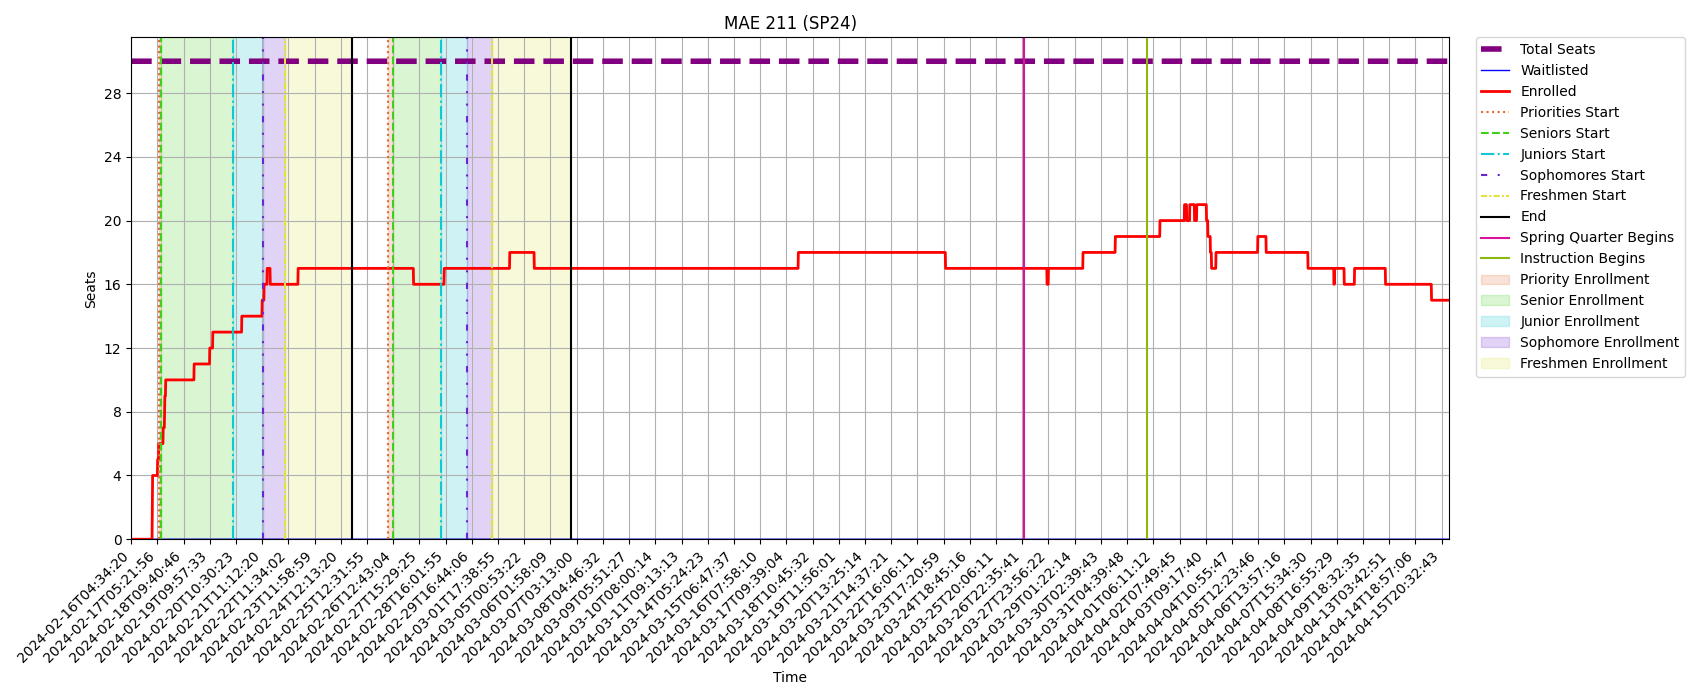 MAE 211 (SP24)
Seats
28
24
20
16
12
8
4
0
2024-02-16T04:34:20
2024-02-17T05:21:56
2024-02-18T09:40:46
2024-02-19T09:57:33
2024-02-20T10:30:23
2024-02-21T11:12:20
2024-02-22T11:34:02
2024-02-23T11:58:59
2024-02-24T12:13:20
2024-02-25T12:31:55
2024-02-26T12:43:04
2024-02-27T15:29:25
2024-02-28T16:01:55
2024-02-29T16:44:06
2024-03-01T17:38:55
2024-03-05T00:53:22
2024-03-06T01:58:09
2024-03-07T03:13:00
2024-03-08T04:46:32
2024-03-09T05:51:27
2024-03-10T08:00:14
2024-03-11T09:13:13
2024-03-14T05:24:23
2024-03-15T06:47:37
2024-03-16T07:58:10
2024-03-17T09:39:04
2024-03-18T10:45:32
2024-03-19T11:56:01
2024-03-20T13:25:14
2024-03-21T14:37:21
2024-03-22T16:06:11
2024-03-23T17:20:59
2024-03-24T18:45:16
2024-03-25T20:06:11
2024-03-26T22:35:41
2024-03-27T23:56:22
2024-03-29T01:22:14
2024-03-30T02:39:43
2024-03-31T04:39:48
2024-04-01T06:11:12
2024-04-02T07:49:45
2024-04-03T09:17:40
2024-04-04T10:55:47
2024-04-05T12:23:46
2024-04-06T13:57:16
2024-04-07T15:34:30
2024-04-08T16:55:29
2024-04-09T18:32:35
2024-04-13T03:42:51
2024-04-14T18:57:06
2024-04-15T20:32:43
Time
Total Seats
Waitlisted
Enrolled
Priorities Start
Seniors Start
Juniors Start
Sophomores Start
Freshmen Start
End
Spring Quarter Begins
Instruction Begins
Priority Enrollment
Senior Enrollment
Junior Enrollment
Sophomore Enrollment
Freshmen Enrollment